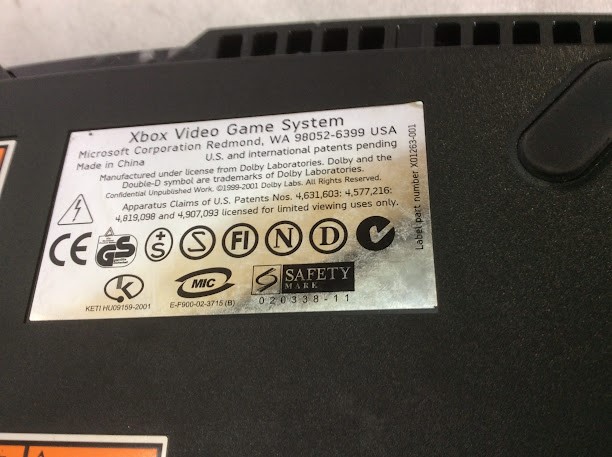 Xbox Video Game System
Microsoft Corporation Redmond, WA 98052-6399 USA
Made in China
U.S. and international patents pending
Manufactured under license from Dolby Laboratories. Dolby and the
Double-D symbol are trademarks of Dolby Laboratories.
Confidential Unpublished Work, ©1999-2001 Dolby Labs. All Rights Reserved.
Apparatus Claims of U.S. Patents Nos. 4,631,603; 4,577,216;
4,819,098 and 4,907,093 licensed for limited viewing uses only.
CE GS S FI N D
K MIC S SAFETY
MARK
KETI HU09159-2001 E-F900-02-3715 (B) 020338-11
Label part number X01263-001